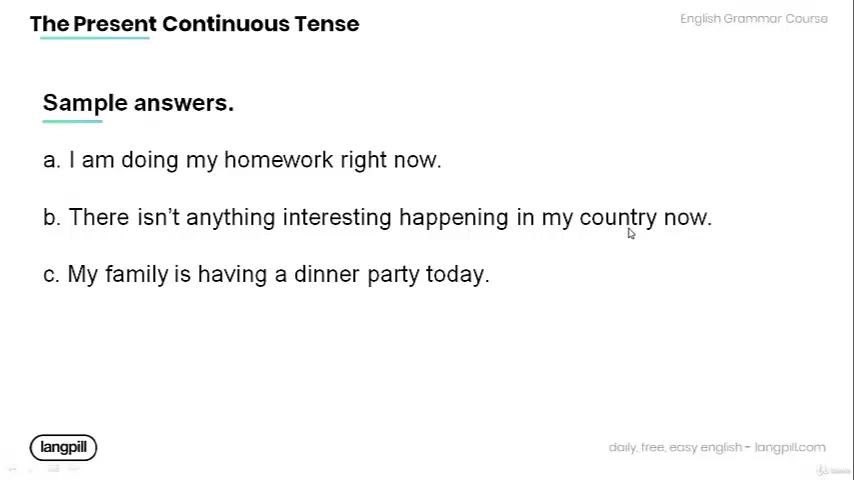 The Present Continuous Tense
English Grammar Course
Sample answers.
a. I am doing my homework right now.
b. There isn't anything interesting happening in my country now.
c. My family is having a dinner party today.
langpill
daily, free, easy english - langpill.com